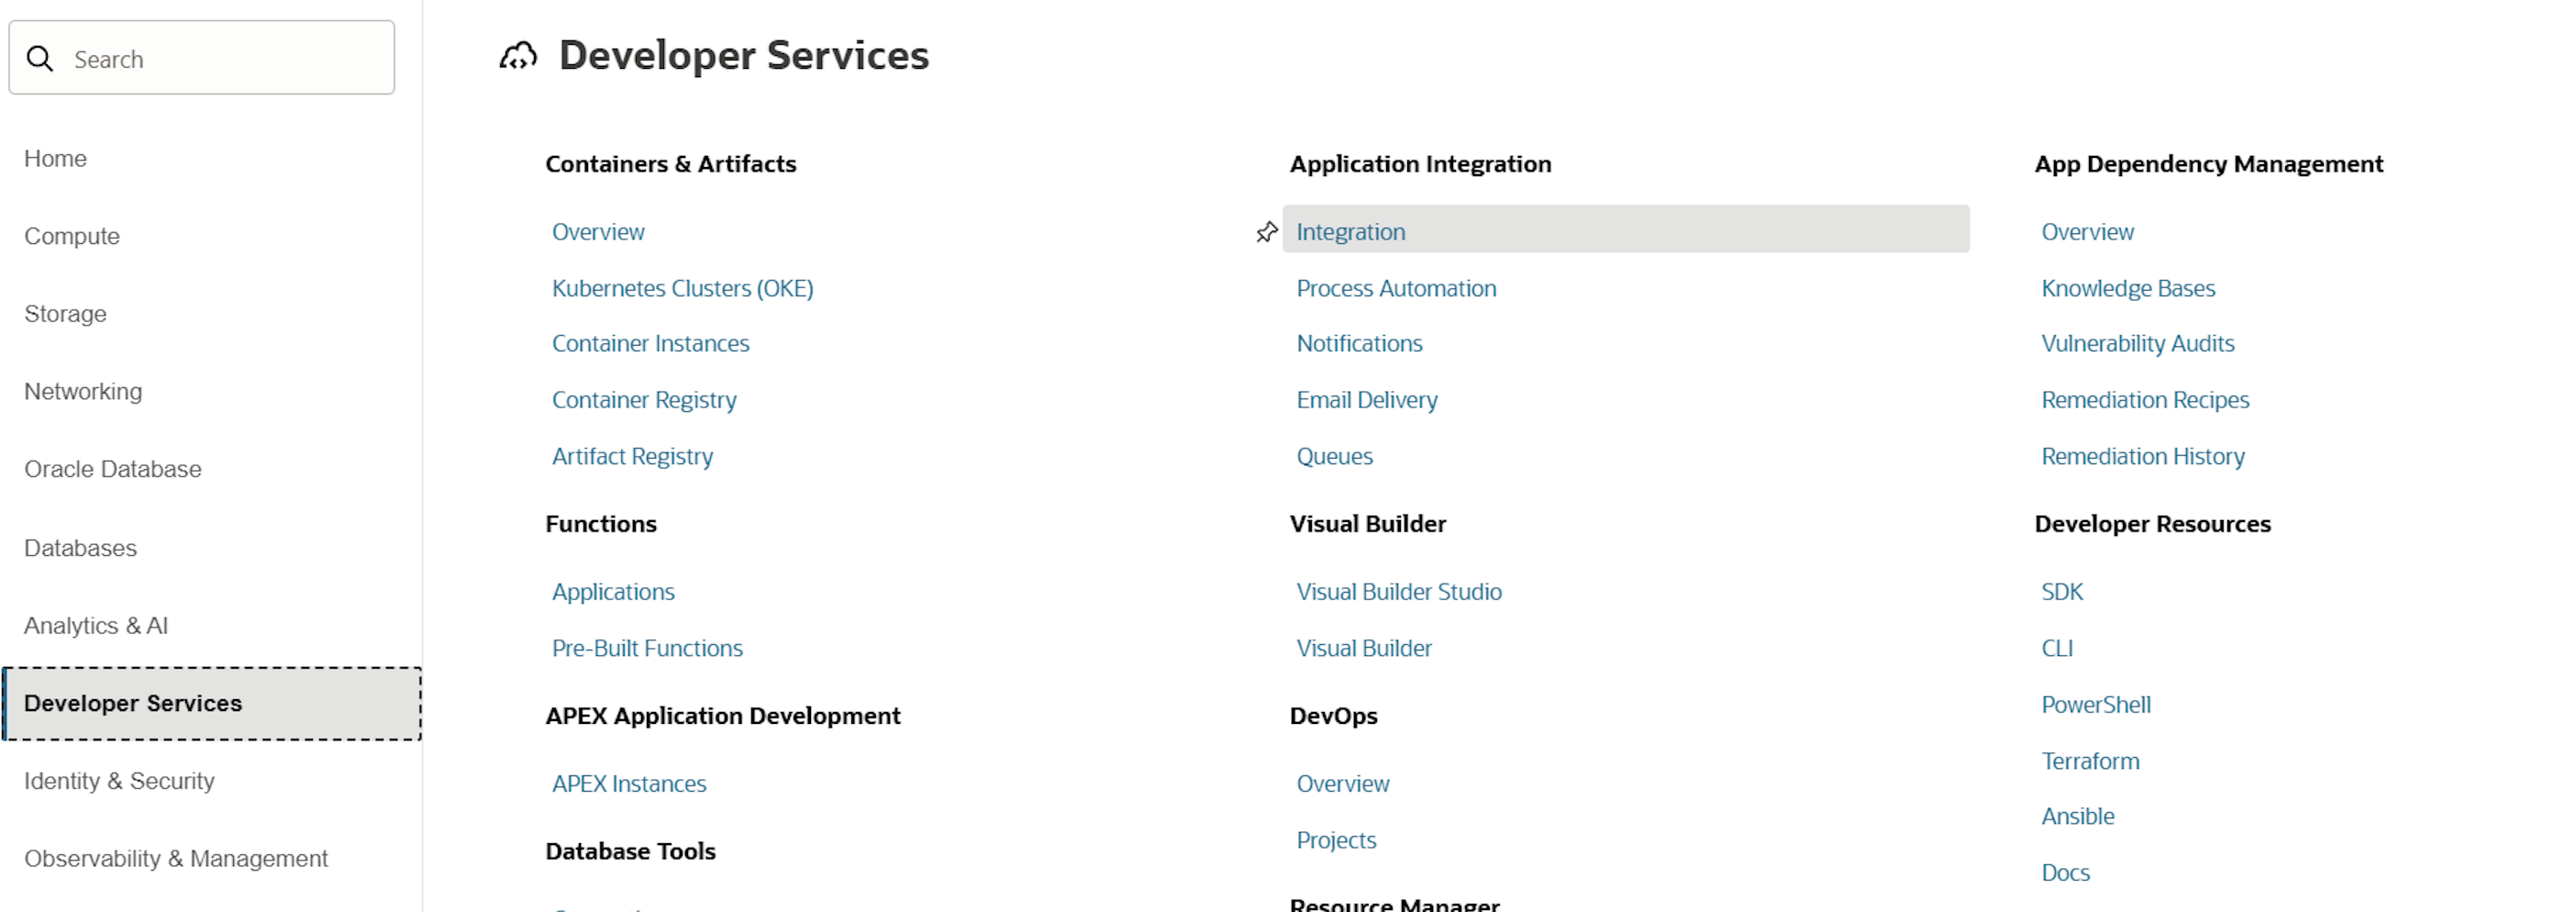 Search
Home
Compute
Storage
Networking
Oracle Database
Databases
Analytics & AI
Developer Services
Identity & Security
Observability & Management
Developer Services
Containers & Artifacts
Overview
Kubernetes Clusters (OKE)
Container Instances
Container Registry
Artifact Registry
Functions
Applications
Pre-Built Functions
APEX Application Development
APEX Instances
Database Tools
Application Integration
Integration
Process Automation
Notifications
Email Delivery
Queues
Visual Builder
Visual Builder Studio
Visual Builder
DevOps
Overview
Projects
Resource Manager
App Dependency Management
Overview
Knowledge Bases
Vulnerability Audits
Remediation Recipes
Remediation History
Developer Resources
SDK
CLI
PowerShell
Terraform
Ansible
Docs